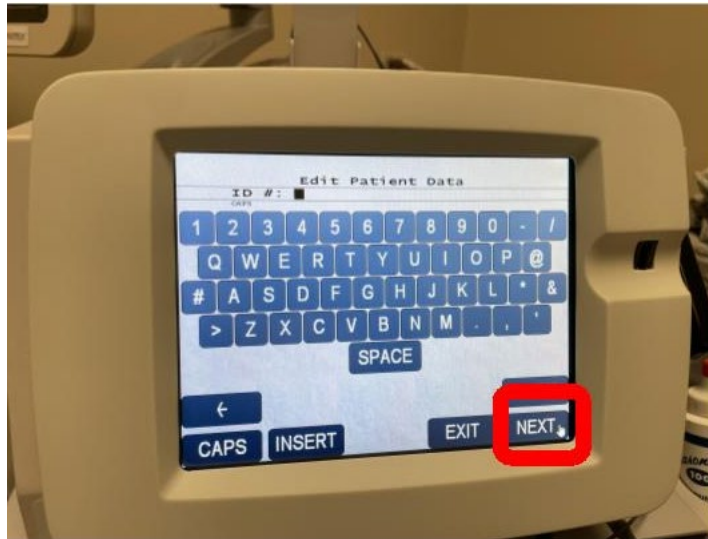 Edit Patient Data
ID #:
CAPS
1 2 3 4 5 6 7 8 9 0 - /
Q W E R T Y U I O P @
# A S D F G H J K L * &
> Z X C V B N M . , '
SPACE
←
CAPS INSERT EXIT NEXT